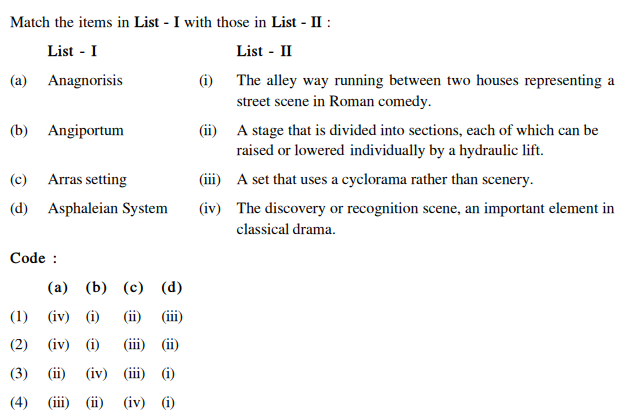 Match the items in List - I with those in List - II :
List - I List - II
(a) Anagnorisis (i) The alley way running between two houses representing a
street scene in Roman comedy.
(b) Angiportum (ii) A stage that is divided into sections, each of which can be
raised or lowered individually by a hydraulic lift.
(c) Arras setting (iii) A set that uses a cyclorama rather than scenery.
(d) Asphaleian System (iv) The discovery or recognition scene, an important element in
classical drama.
Code :
(a) (b) (c) (d)
(1) (iv) (i) (ii) (iii)
(2) (iv) (i) (iii) (ii)
(3) (ii) (iv) (iii) (i)
(4) (iii) (ii) (iv) (i)